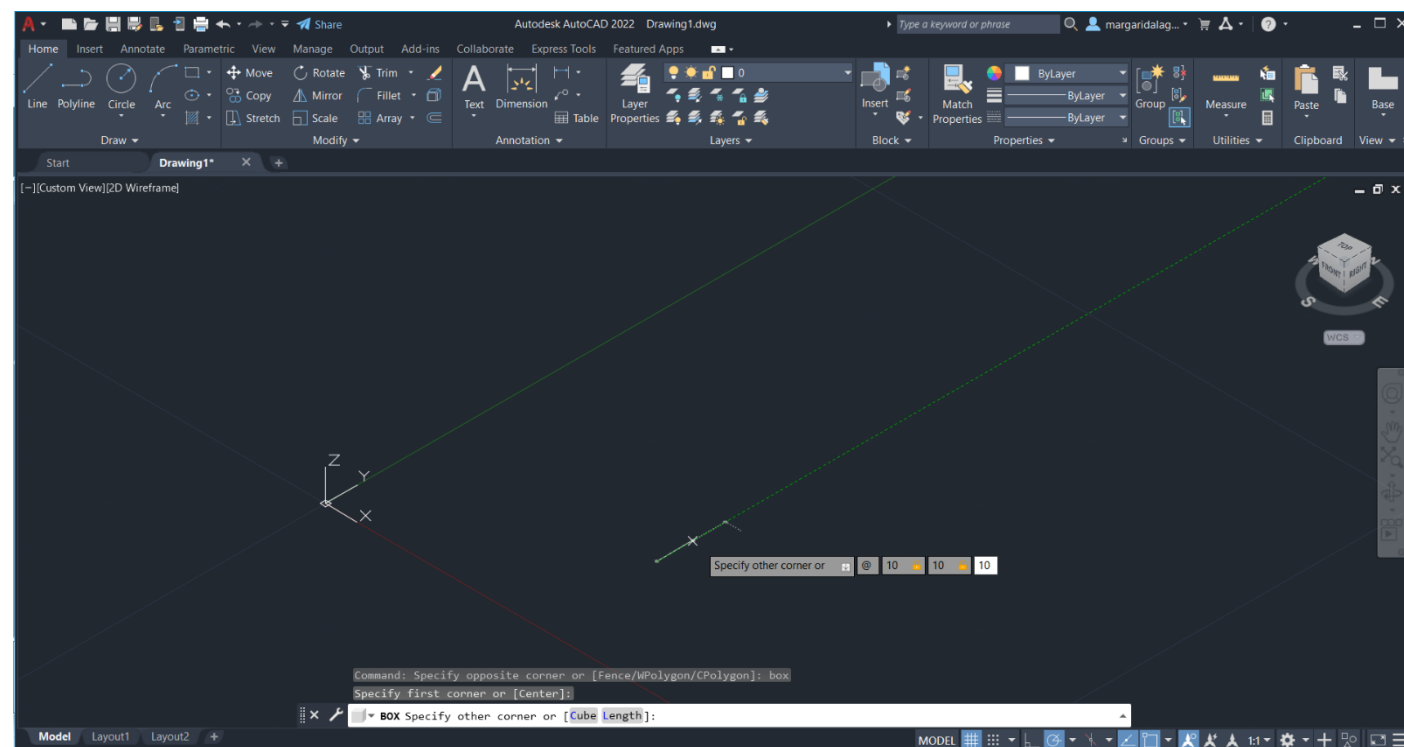 A Share Autodesk AutoCAD 2022 Drawing1.dwg Type a keyword or phrase margaridalag... ?
Home Insert Annotate Parametric View Manage Output Add-ins Collaborate Express Tools Featured Apps
Move Rotate Trim 0 ByLayer
Copy Mirror Fillet ByLayer
Line Polyline Circle Arc Text Dimension Layer Insert Match Group Measure Paste Base
Stretch Scale Array Table Properties Properties ByLayer
Draw Modify Annotation Layers Block Properties Groups Utilities Clipboard View
Start Drawing1* +
[−][Custom View][2D Wireframe]
TOP
FRONT RIGHT
W N
S E
WCS
Z
Y
X
Specify other corner or @ 10 10 10
Command: Specify opposite corner or [Fence/WPolygon/CPolygon]: box
Specify first corner or [Center]:
BOX Specify other corner or [Cube Length]:
Model Layout1 Layout2 + MODEL 1:1